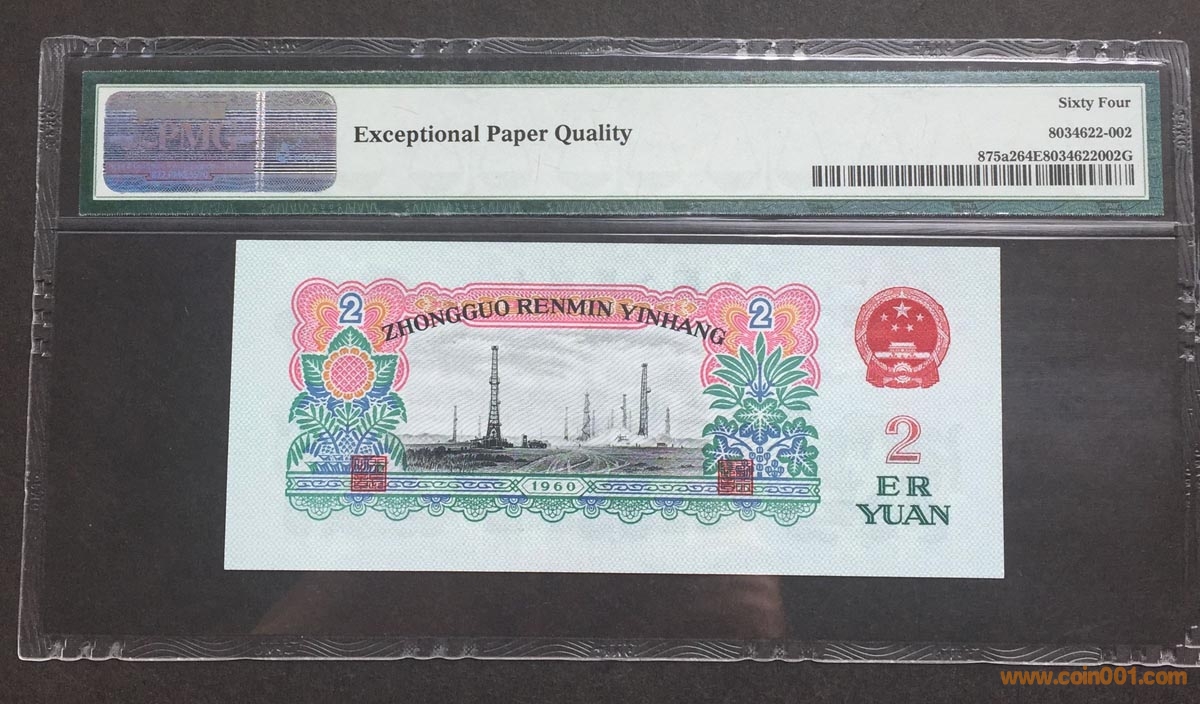 Sixty Four
PMG
Exceptional Paper Quality
8034622-002
875a264E8034622002G
2
2
ZHONGGUO RENMIN YINHANG
1960
2
ER
YUAN
www.coin001.com